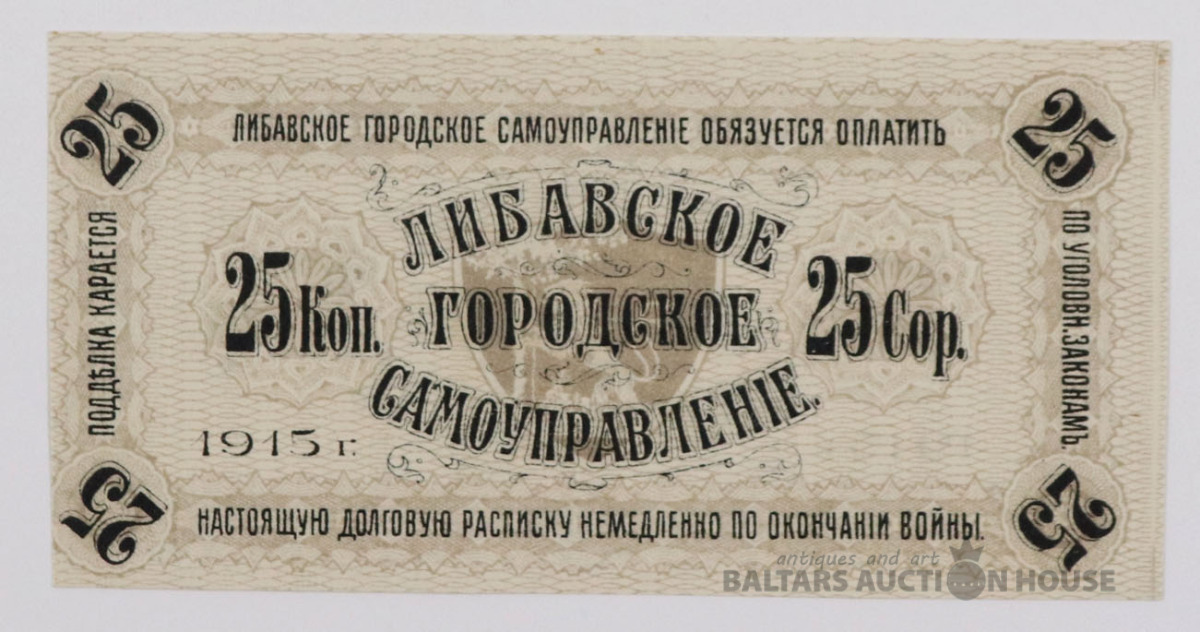 25
25
ЛИБАВСКОЕ ГОРОДСКОЕ САМОУПРАВЛЕНІЕ ОБЯЗУЕТСЯ ОПЛАТИТЬ
ПОДДѢЛКА КАРАЕТСЯ
ПО УГОЛОВН. ЗАКОНАМЪ.
ЛИБАВСКОЕ
25 Коп.
ГОРОДСКОЕ
25 Сор.
САМОУПРАВЛЕНІЕ.
1915 г.
25
25
НАСТОЯЩУЮ ДОЛГОВУЮ РАСПИСКУ НЕМЕДЛЕННО ПО ОКОНЧАНІИ ВОЙНЫ.
antiques and art
BALTARS AUCTION HOUSE